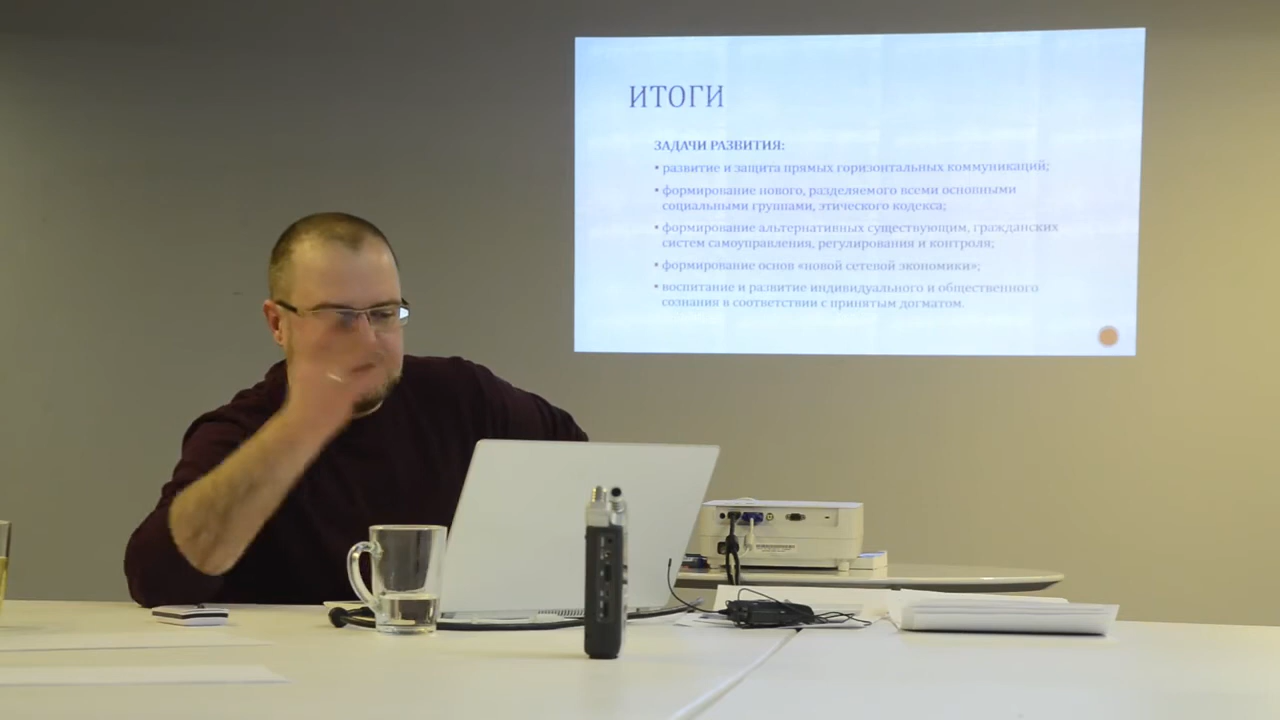 ИТОГИ
ЗАДАЧИ РАЗВИТИЯ:
• развитие и защита прямых горизонтальных коммуникаций;
• формирование нового, разделяемого всеми основными
социальными группами, этического кодекса;
• формирование альтернативных существующим, гражданских
систем самоуправления, регулирования и контроля;
• формирование основ «новой сетевой экономики»;
• воспитание и развитие индивидуального и общественного
сознания в соответствии с принятым догматом.